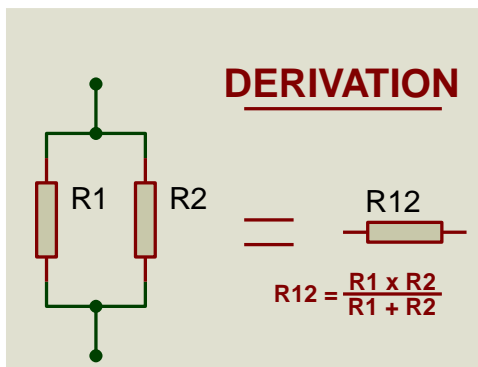 DERIVATION
R1
R2
R12
R12 = R1 x R2
R1 + R2